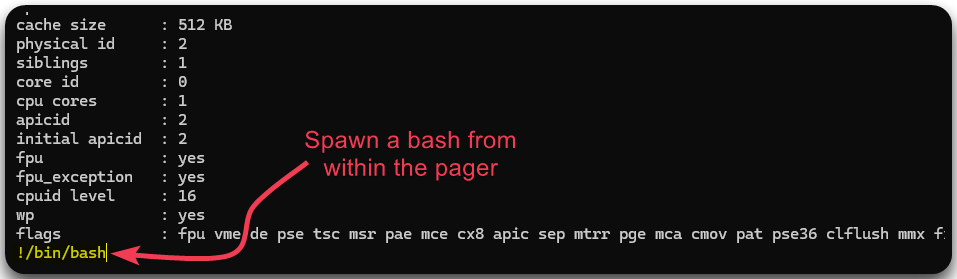 cache size : 512 KB
physical id : 2
siblings : 1
core id : 0
cpu cores : 1
apicid : 2
initial apicid : 2
fpu : yes
fpu_exception : yes
cpuid level : 16
wp : yes
flags : fpu vme de pse tsc msr pae mce cx8 apic sep mtrr pge mca cmov pat pse36 clflush mmx
!/bin/bash
Spawn a bash from
within the pager